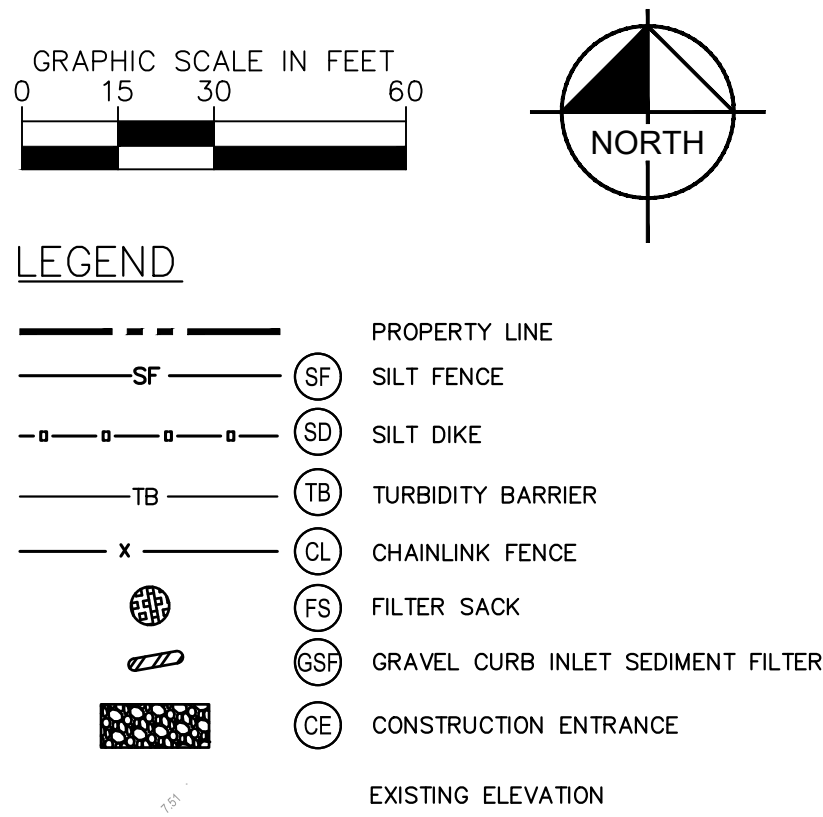 GRAPHIC SCALE IN FEET
0 15 30 60
NORTH
LEGEND
PROPERTY LINE
SF SF SILT FENCE
SD SILT DIKE
TB TB TURBIDITY BARRIER
x CL CHAINLINK FENCE
FS FILTER SACK
GSF GRAVEL CURB INLET SEDIMENT FILTER
CE CONSTRUCTION ENTRANCE
7.51 EXISTING ELEVATION